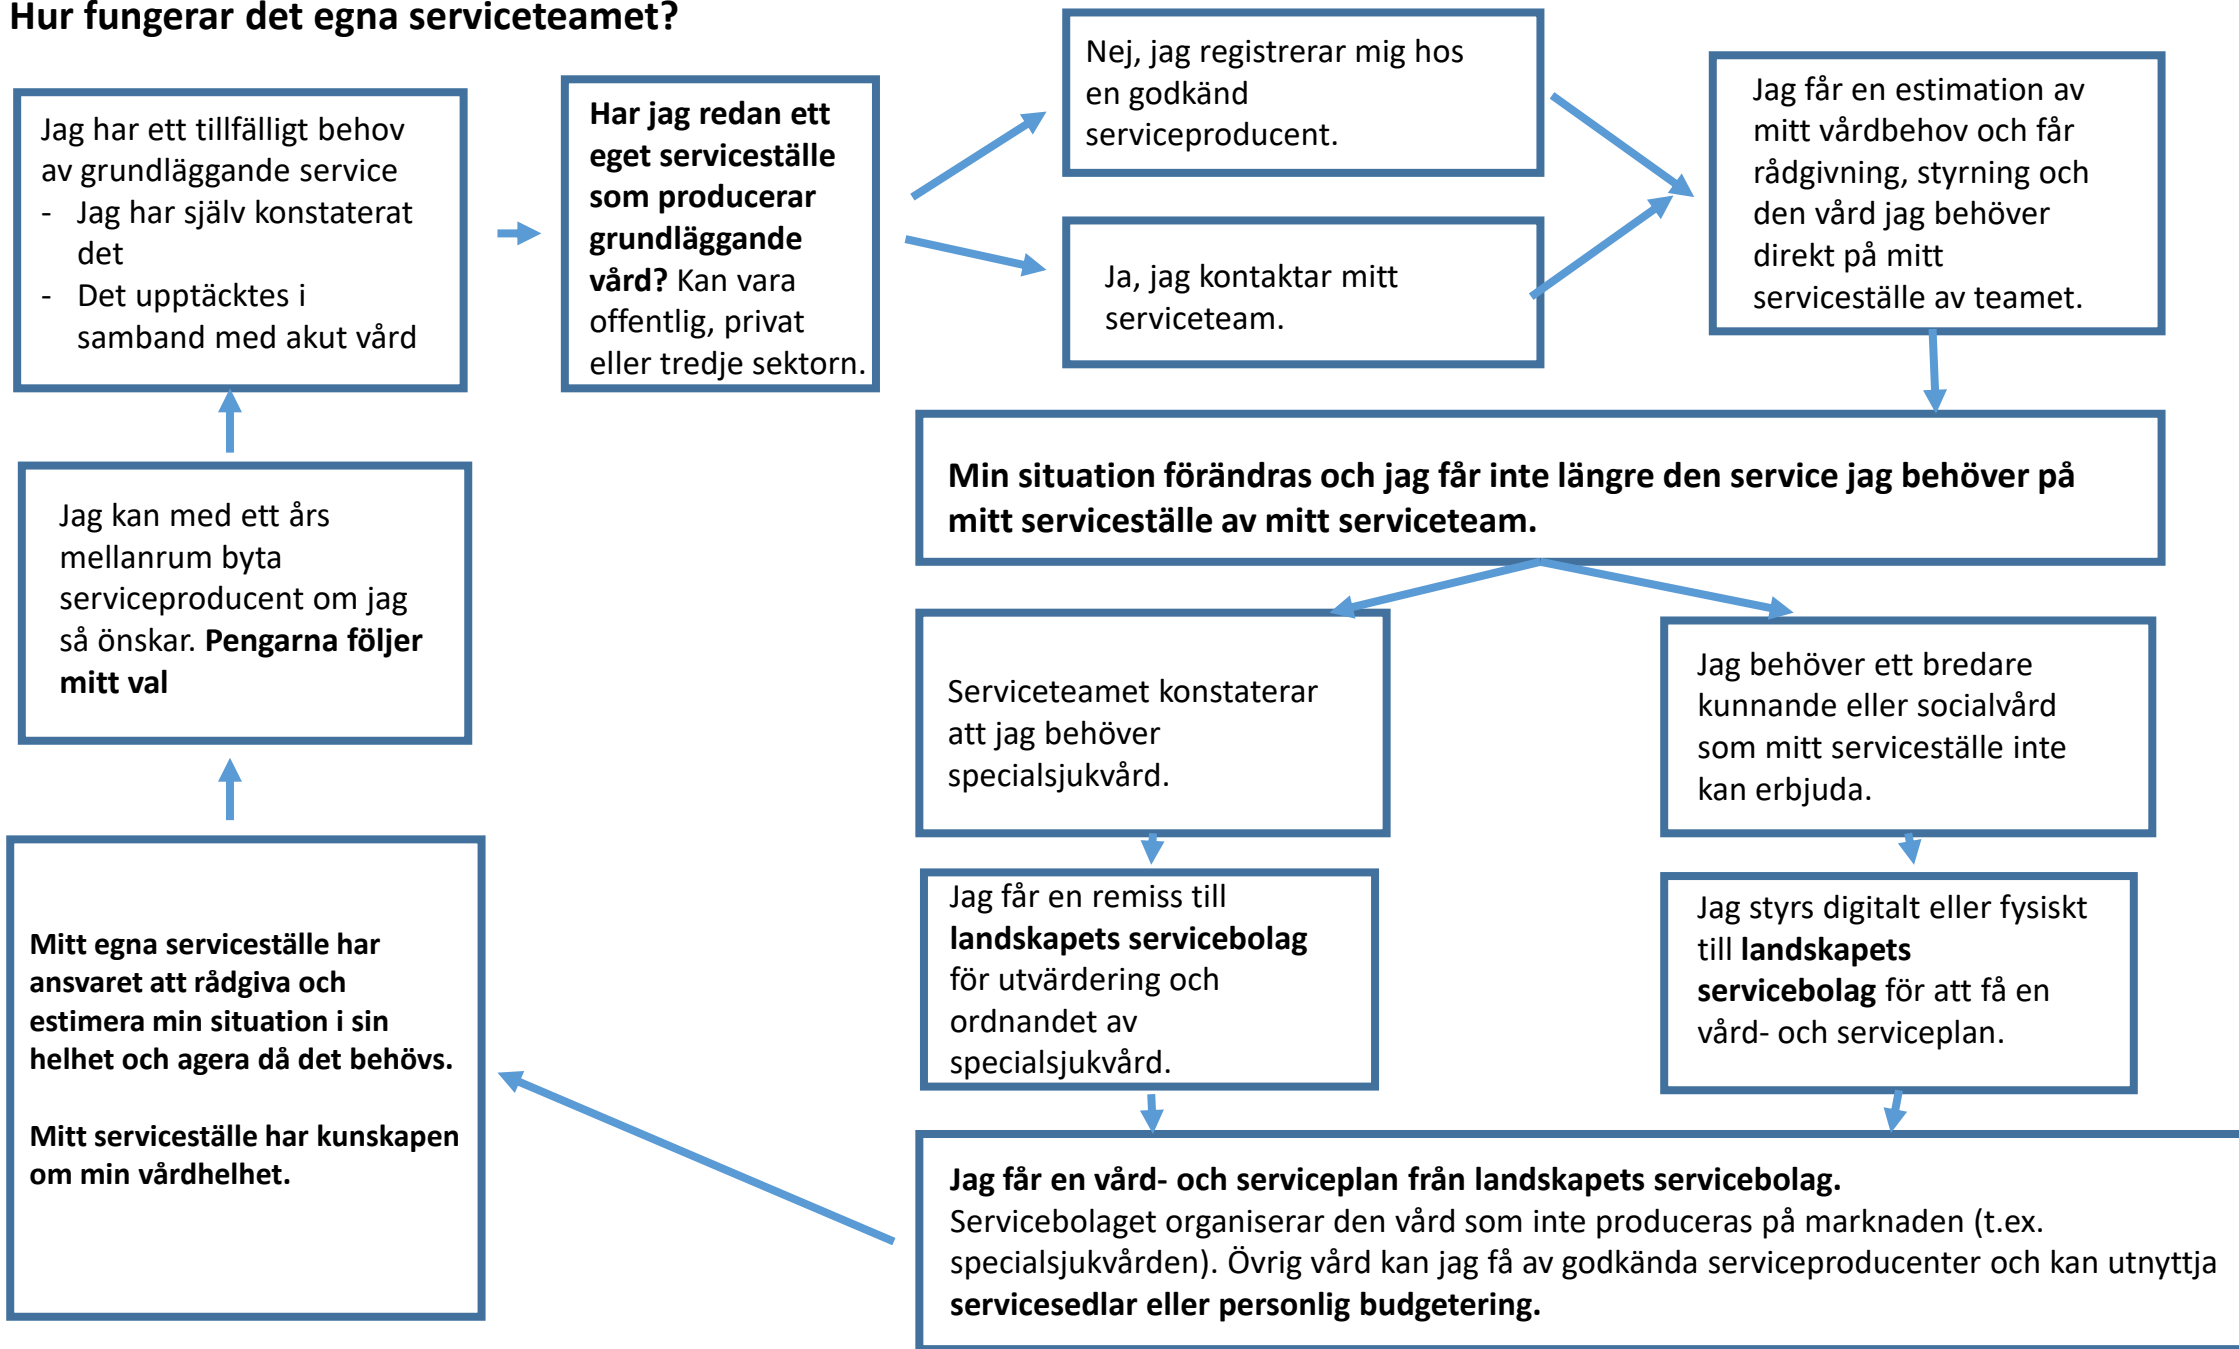 Hur fungerar det egna serviceteamet?
Jag har ett tillfälligt behov
av grundläggande service
- Jag har själv konstaterat
det
- Det upptäcktes i
samband med akut vård
Har jag redan ett
eget serviceställe
som producerar
grundläggande
vård? Kan vara
offentlig, privat
eller tredje sektorn.
Nej, jag registrerar mig hos
en godkänd
serviceproducent.
Ja, jag kontaktar mitt
serviceteam.
Jag får en estimation av
mitt vårdbehov och får
rådgivning, styrning och
den vård jag behöver
direkt på mitt
serviceställe av teamet.
Min situation förändras och jag får inte längre den service jag behöver på
mitt serviceställe av mitt serviceteam.
Serviceteamet konstaterar
att jag behöver
specialsjukvård.
Jag behöver ett bredare
kunnande eller socialvård
som mitt serviceställe inte
kan erbjuda.
Jag får en remiss till
landskapets servicebolag
för utvärdering och
ordnandet av
specialsjukvård.
Jag styrs digitalt eller fysiskt
till landskapets
servicebolag för att få en
vård- och serviceplan.
Jag får en vård- och serviceplan från landskapets servicebolag.
Servicebolaget organiserar den vård som inte produceras på marknaden (t.ex.
specialsjukvården). Övrig vård kan jag få av godkända serviceproducenter och kan utnyttja
servicesedlar eller personlig budgetering.
Mitt egna serviceställe har
ansvaret att rådgiva och
estimera min situation i sin
helhet och agera då det behövs.
Mitt serviceställe har kunskapen
om min vårdhelhet.
Jag kan med ett års
mellanrum byta
serviceproducent om jag
så önskar. Pengarna följer
mitt val